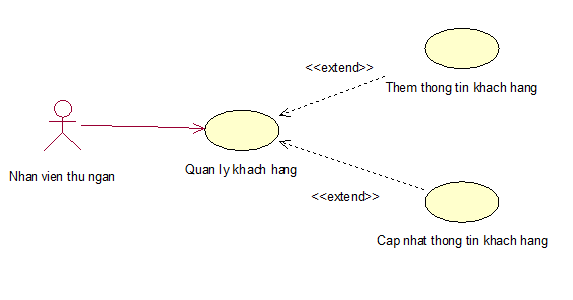 <<extend>>
Them thong tin khach hang
Nhan vien thu ngan
Quan ly khach hang
<<extend>>
Cap nhat thong tin khach hang